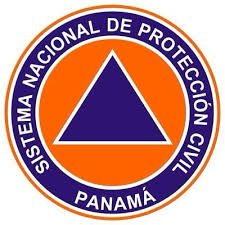 SISTEMA NACIONAL DE PROTECCIÓN CIVIL
PANAMÁ